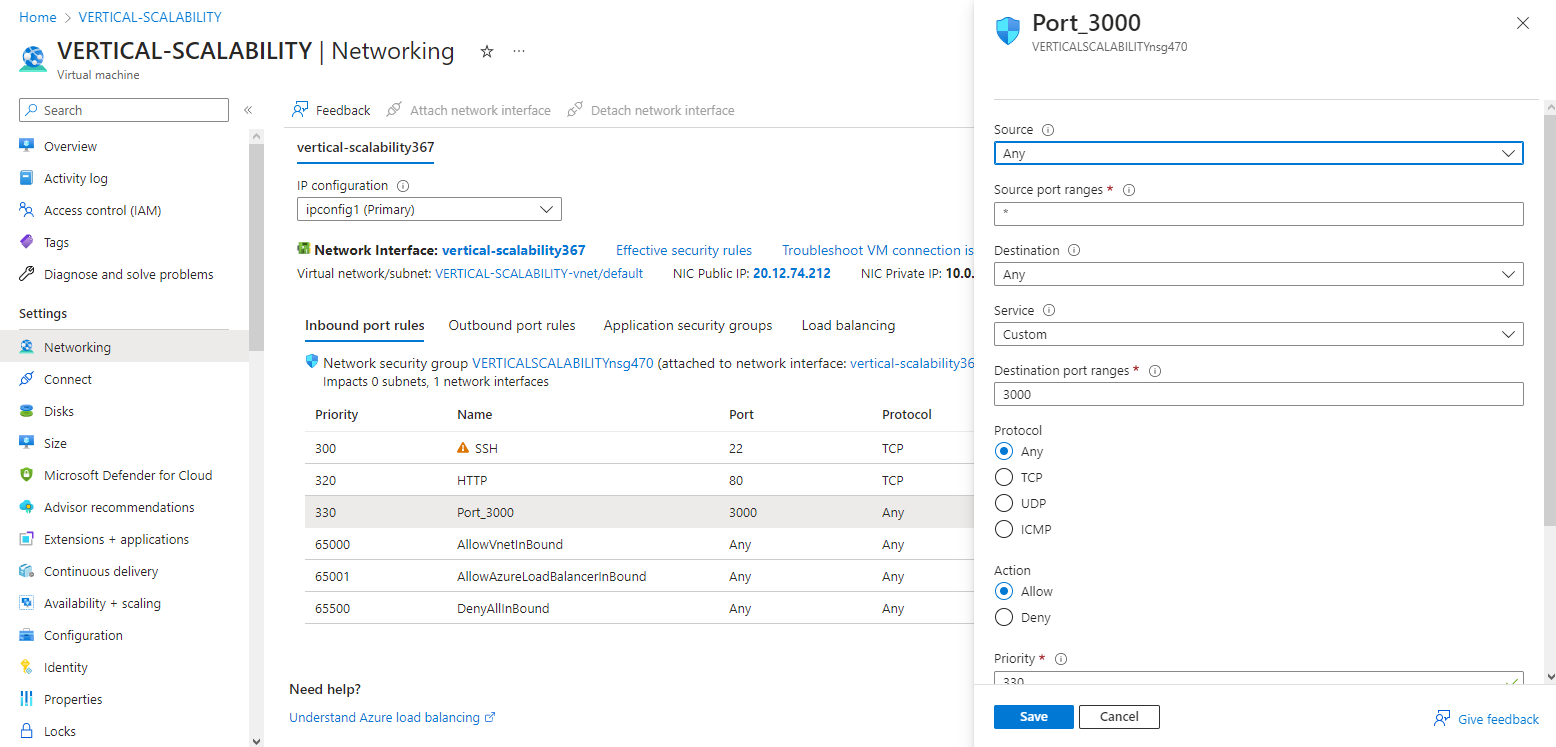 Home > VERTICAL-SCALABILITY
VERTICAL-SCALABILITY | Networking ☆ ...
Virtual machine
Search
«
Overview
Activity log
Access control (IAM)
Tags
Diagnose and solve problems
Settings
Networking
Connect
Disks
Size
Microsoft Defender for Cloud
Advisor recommendations
Extensions + applications
Continuous delivery
Availability + scaling
Configuration
Identity
Properties
Locks
Feedback Attach network interface Detach network interface
vertical-scalability367
IP configuration
ipconfig1 (Primary)
Network Interface: vertical-scalability367 Effective security rules Troubleshoot VM connection is
Virtual network/subnet: VERTICAL-SCALABILITY-vnet/default NIC Public IP: 20.12.74.212 NIC Private IP: 10.0.
Inbound port rules Outbound port rules Application security groups Load balancing
Network security group VERTICALSCALABILITYnsg470 (attached to network interface: vertical-scalability36
Impacts 0 subnets, 1 network interfaces
Priority Name Port Protocol
300 SSH 22 TCP
320 HTTP 80 TCP
330 Port_3000 3000 Any
65000 AllowVnetInBound Any Any
65001 AllowAzureLoadBalancerInBound Any Any
65500 DenyAllInBound Any Any
Need help?
Understand Azure load balancing
Port_3000
VERTICALSCALABILITYnsg470
Source
Any
Source port ranges *
*
Destination
Any
Service
Custom
Destination port ranges *
3000
Protocol
Any
TCP
UDP
ICMP
Action
Allow
Deny
Priority *
330
Save Cancel
Give feedback